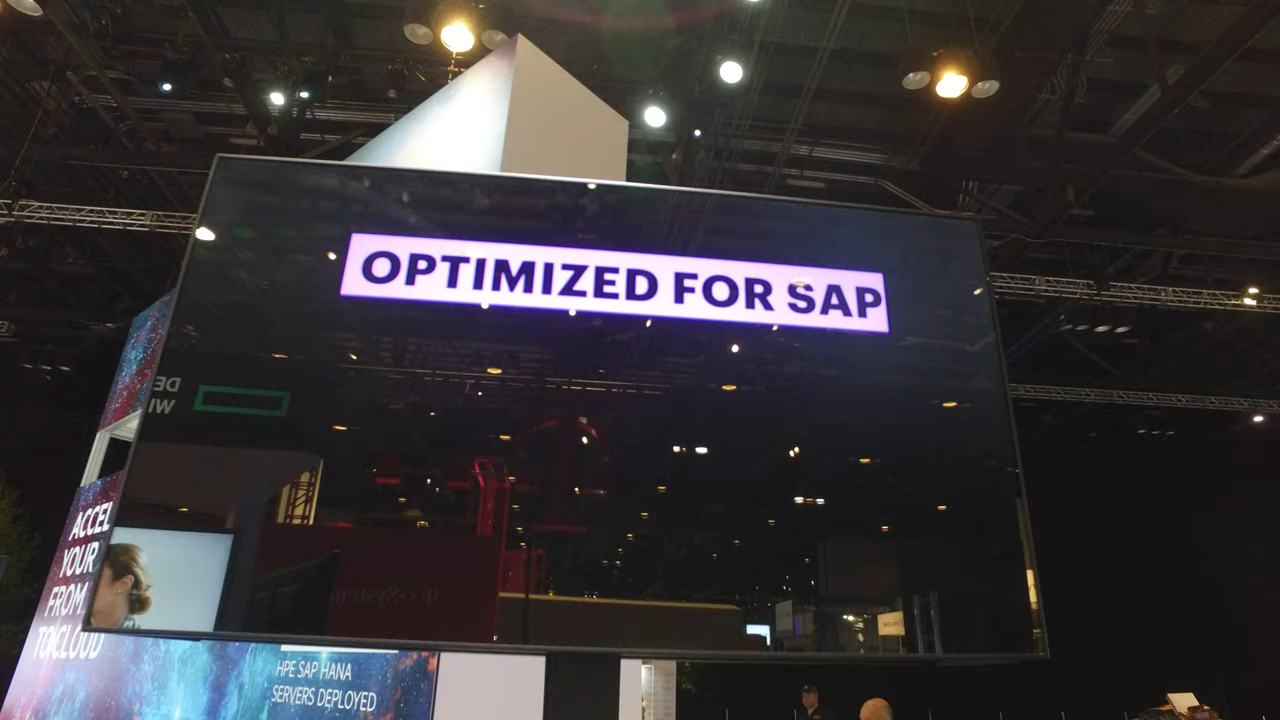 OPTIMIZED FOR SAP
ACCEL
YOUR
FROM
TO CLOUD
HPE SAP HANA
SERVERS DEPLOYED